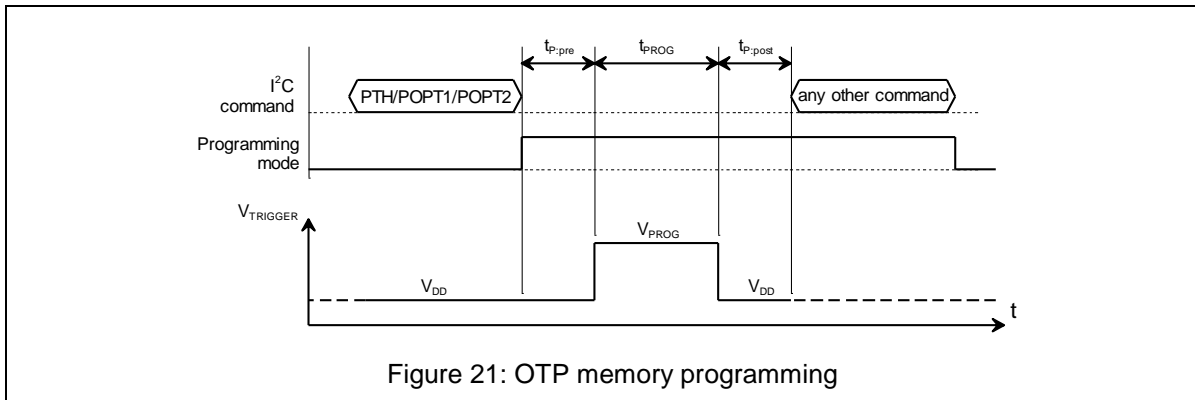 tP:pre tPROG tP:post
I²C
command
PTH/POPT1/POPT2 any other command
Programming
mode
VTRIGGER
VPROG
VDD VDD
t
Figure 21: OTP memory programming